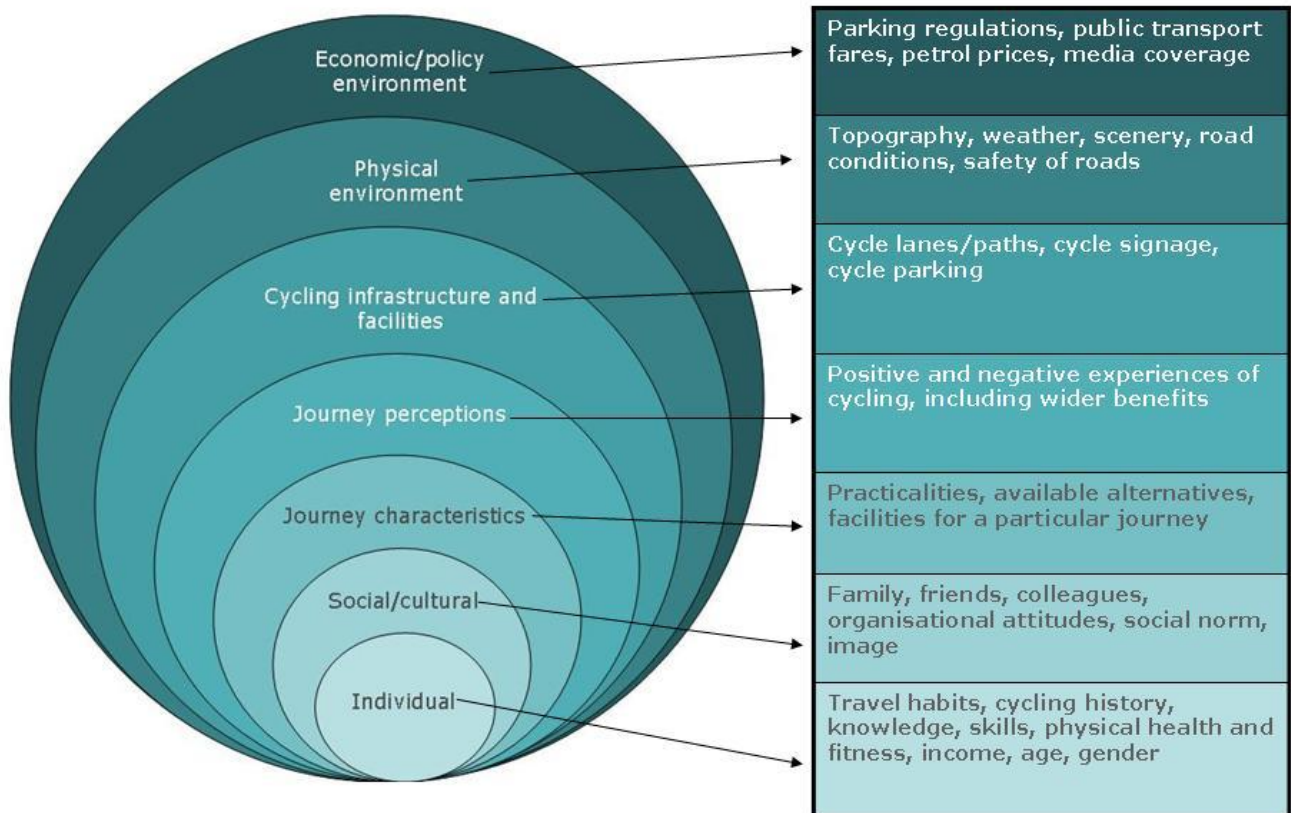 Economic/policy
environment
Parking regulations, public transport
fares, petrol prices, media coverage
Physical
environment
Topography, weather, scenery, road
conditions, safety of roads
Cycling infrastructure and
facilities
Cycle lanes/paths, cycle signage,
cycle parking
Journey perceptions
Positive and negative experiences of
cycling, including wider benefits
Journey characteristics
Practicalities, available alternatives,
facilities for a particular journey
Social/cultural
Family, friends, colleagues,
organisational attitudes, social norm,
image
Individual
Travel habits, cycling history,
knowledge, skills, physical health and
fitness, income, age, gender